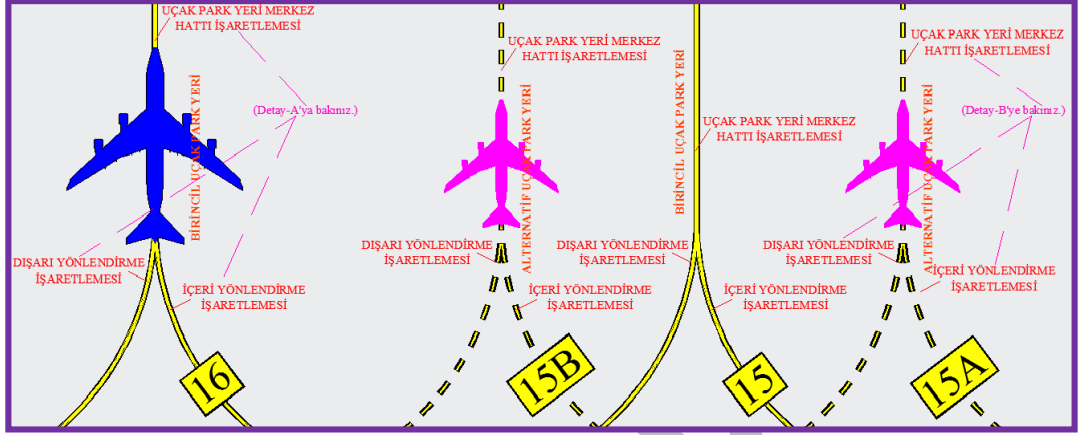 UÇAK PARK YERİ MERKEZ
HATTI İŞARETLEMESİ
(Detay-A'ya bakınız.)
BİRİNCİL UÇAK PARK YERİ
DIŞARI YÖNLENDİRME
İŞARETLEMESİ
İÇERİ YÖNLENDİRME
İŞARETLEMESİ
16
UÇAK PARK YERİ MERKEZ
HATTI İŞARETLEMESİ
ALTERNATİF UÇAK PARK YERİ
DIŞARI YÖNLENDİRME
İŞARETLEMESİ
İÇERİ YÖNLENDİRME
İŞARETLEMESİ
15B
BİRİNCİL UÇAK PARK YERİ
UÇAK PARK YERİ MERKEZ
HATTI İŞARETLEMESİ
DIŞARI YÖNLENDİRME
İŞARETLEMESİ
İÇERİ YÖNLENDİRME
İŞARETLEMESİ
15
UÇAK PARK YERİ MERKEZ
HATTI İŞARETLEMESİ
(Detay-B'ye bakınız.)
ALTERNATİF UÇAK PARK YERİ
DIŞARI YÖNLENDİRME
İŞARETLEMESİ
İÇERİ YÖNLENDİRME
İŞARETLEMESİ
15A